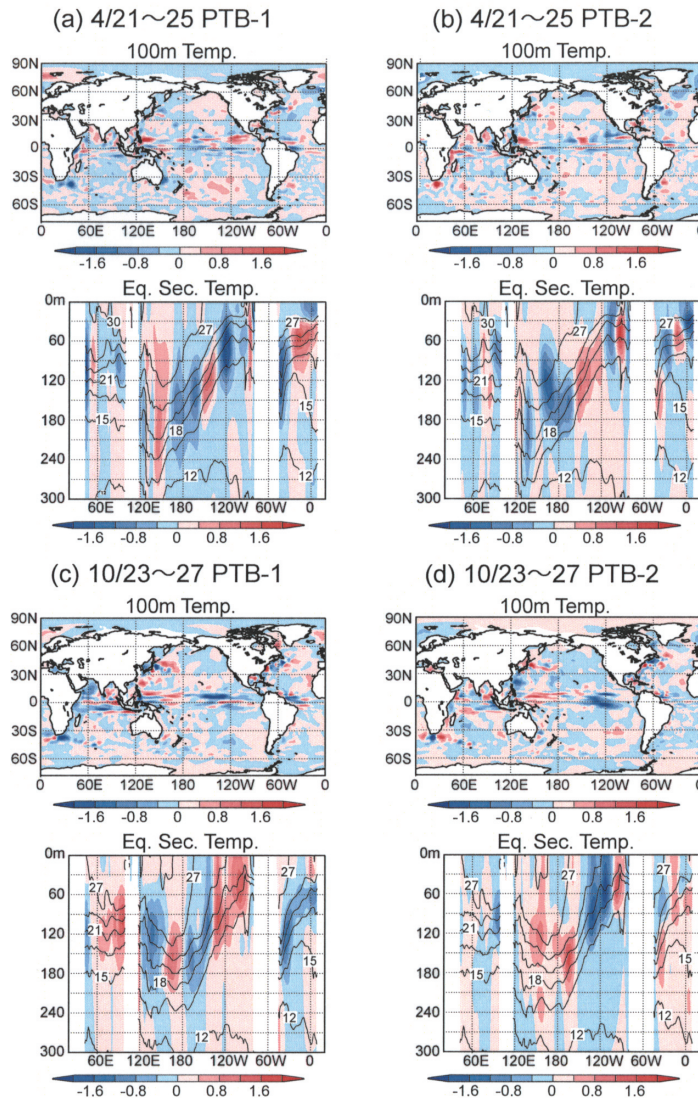 (a) 4/21～25 PTB-1
100m Temp.
90N
60N
30N
0
30S
60S
0 60E 120E 180 120W 60W 0
-1.6 -0.8 0 0.8 1.6
Eq. Sec. Temp.
0m
60
120
180
240
300
30
27
27
21
15
18
15
12
12
60E 120E 180 120W 60W 0
-1.6 -0.8 0 0.8 1.6
(b) 4/21～25 PTB-2
100m Temp.
90N
60N
30N
0
30S
60S
0 60E 120E 180 120W 60W 0
-1.6 -0.8 0 0.8 1.6
Eq. Sec. Temp.
0m
60
120
180
240
300
30
27
27
21
15
18
15
12
12
60E 120E 180 120W 60W 0
-1.6 -0.8 0 0.8 1.6
(c) 10/23～27 PTB-1
100m Temp.
90N
60N
30N
0
30S
60S
0 60E 120E 180 120W 60W 0
-1.6 -0.8 0 0.8 1.6
Eq. Sec. Temp.
0m
60
120
180
240
300
27
27
27
21
15
18
15
12
12
60E 120E 180 120W 60W 0
-1.6 -0.8 0 0.8 1.6
(d) 10/23～27 PTB-2
100m Temp.
90N
60N
30N
0
30S
60S
0 60E 120E 180 120W 60W 0
-1.6 -0.8 0 0.8 1.6
Eq. Sec. Temp.
0m
60
120
180
240
300
27
27
27
21
15
18
15
12
12
60E 120E 180 120W 60W 0
-1.6 -0.8 0 0.8 1.6